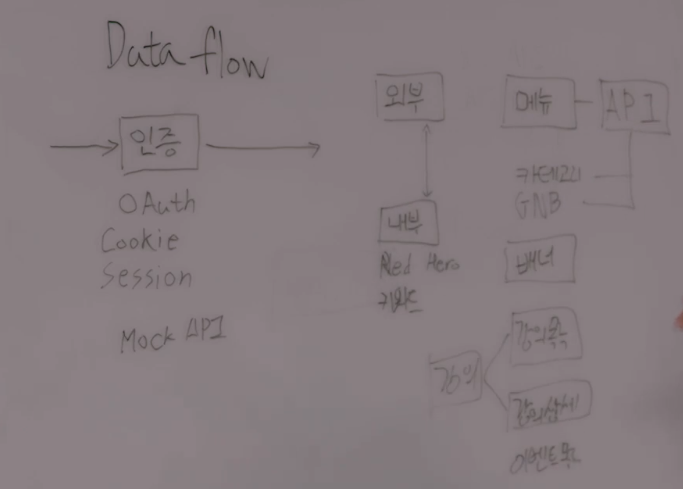 Data flow
인증
OAuth
Cookie
Session
Mock API
외부
내부
Red Hero
키워드
메뉴
API
카테고리
GNB
배너
강의
강의목록
강의상세
이벤트